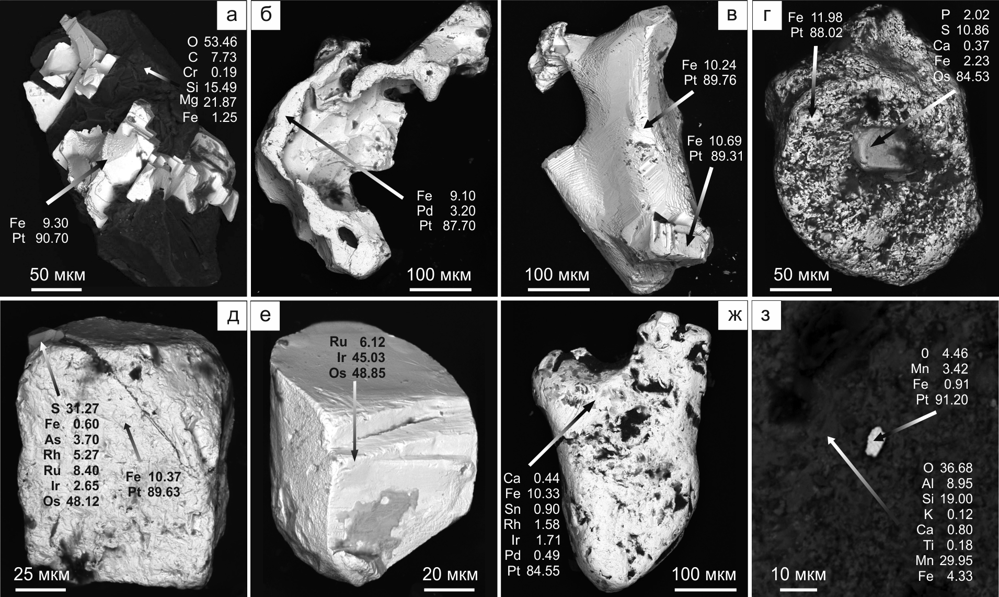 а
O 53.46
C 7.73
Cr 0.19
Si 15.49
Mg 21.87
Fe 1.25
Fe 9.30
Pt 90.70
50 мкм
б
Fe 9.10
Pd 3.20
Pt 87.70
100 мкм
в
Fe 10.24
Pt 89.76
Fe 10.69
Pt 89.31
100 мкм
г
Fe 11.98
Pt 88.02
P 2.02
S 10.86
Ca 0.37
Fe 2.23
Os 84.53
50 мкм
д
S 31.27
Fe 0.60
As 3.70
Rh 5.27
Ru 8.40
Ir 2.65
Os 48.12
Fe 10.37
Pt 89.63
25 мкм
е
Ru 6.12
Ir 45.03
Os 48.85
20 мкм
ж
Ca 0.44
Fe 10.33
Sn 0.90
Rh 1.58
Ir 1.71
Pd 0.49
Pt 84.55
100 мкм
з
O 4.46
Mn 3.42
Fe 0.91
Pt 91.20
O 36.68
Al 8.95
Si 19.00
K 0.12
Ca 0.80
Ti 0.18
Mn 29.95
Fe 4.33
10 мкм